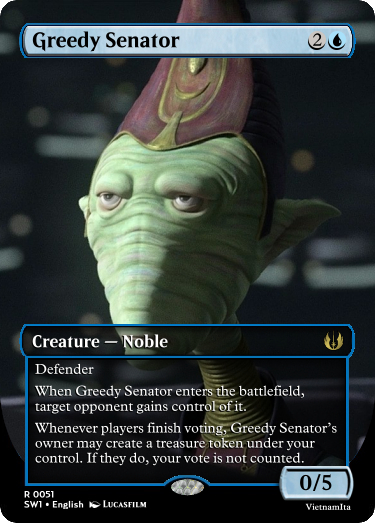 Greedy Senator 2
Creature — Noble
Defender
When Greedy Senator enters the battlefield,
target opponent gains control of it.
Whenever players finish voting, Greedy Senator's
owner may create a treasure token under your
control. If they do, your vote is not counted.
0/5
R 0051
SW1 • English LUCASFILM
VietnamIta